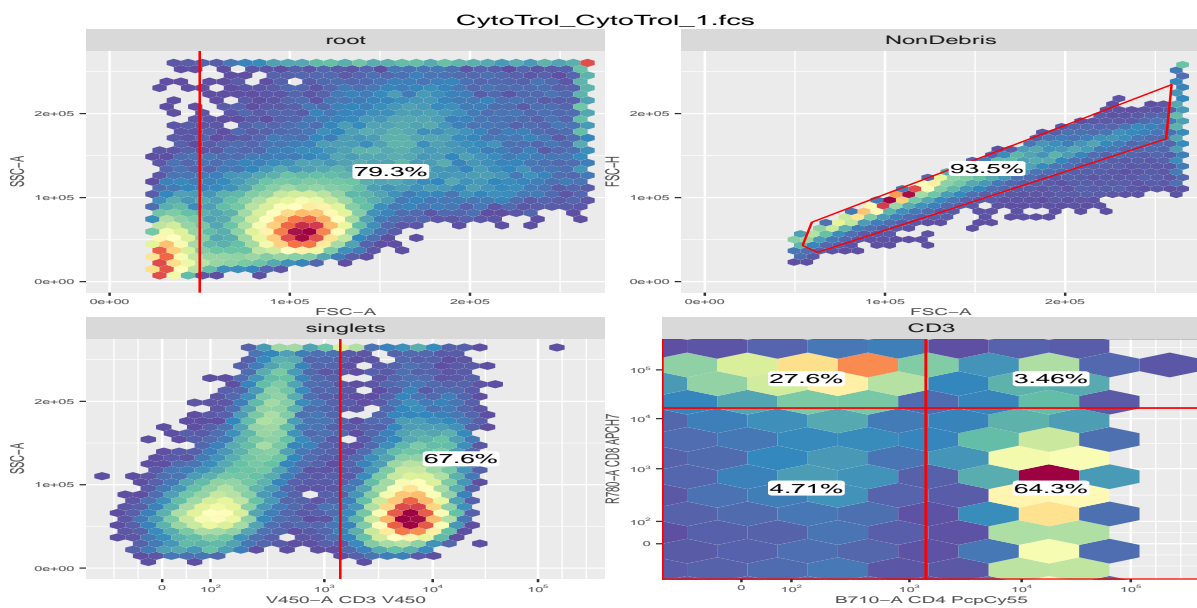 CytoTrol_CytoTrol_1.fcs
root
NonDebris
SSC-A
2e+05
1e+05
0e+00
79.3%
0e+00 1e+05 2e+05
FSC-A
FSC-H
2e+05
1e+05
0e+00
93.5%
0e+00 1e+05 2e+05
FSC-A
singlets
CD3
SSC-A
2e+05
1e+05
0e+00
67.6%
0 10² 10³ 10⁴ 10⁵
V450-A CD3 V450
R780-A CD8 APCH7
10⁵
10⁴
10³
10²
0
27.6% 3.46%
4.71% 64.3%
0 10² 10³ 10⁴ 10⁵
B710-A CD4 PcpCy55